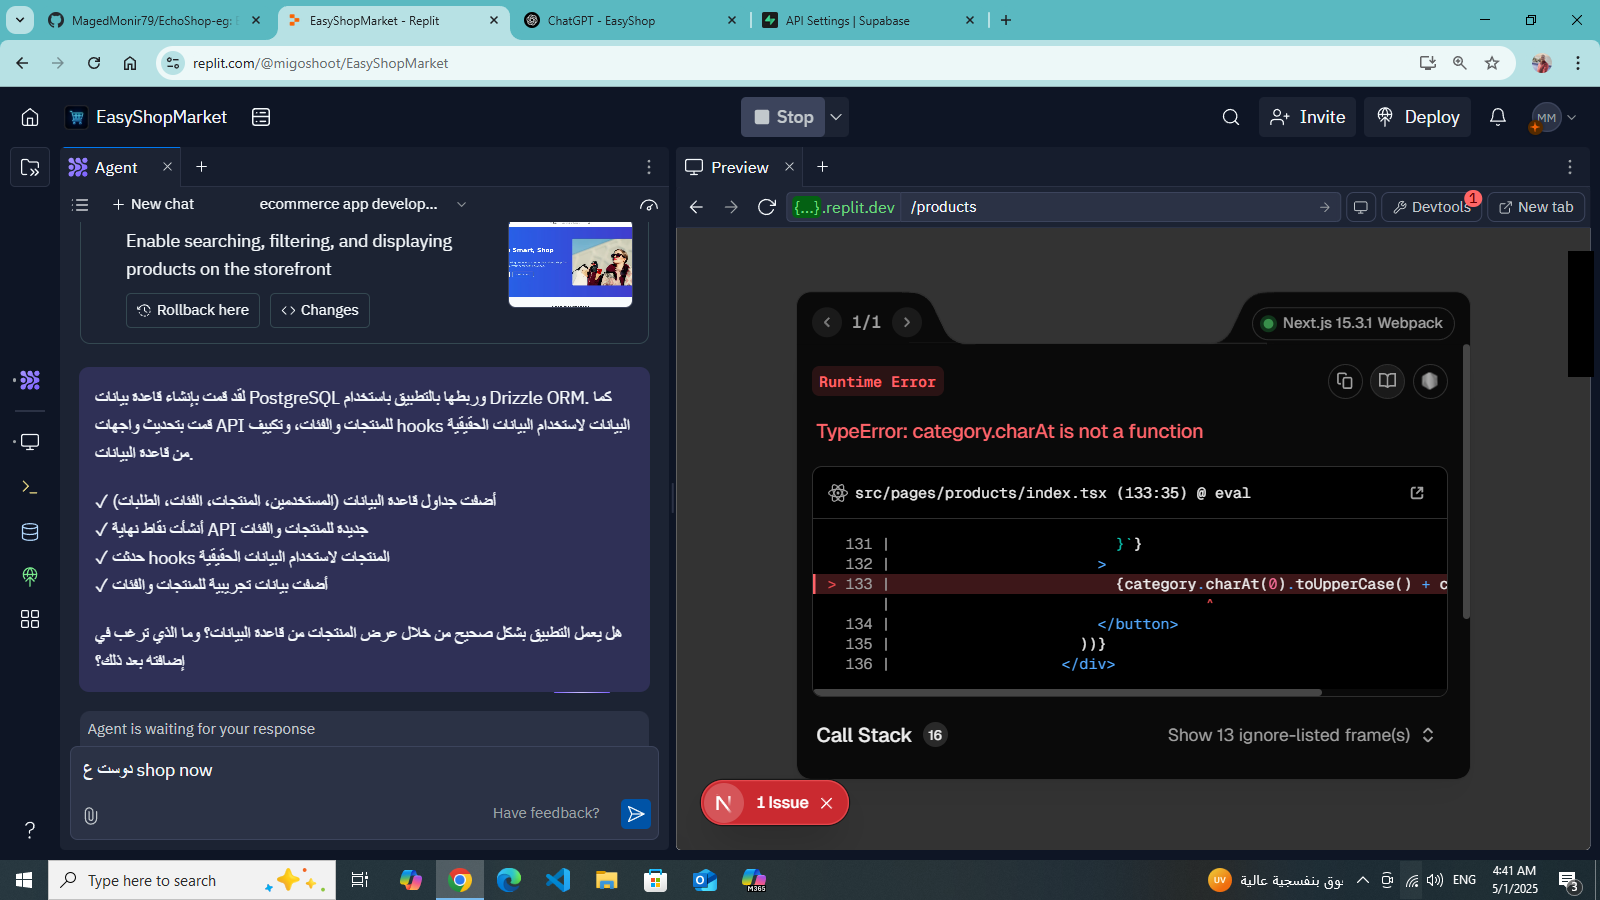 MagedMonir79/EchoShop-eg: E
EasyShopMarket - Replit
ChatGPT - EasyShop
API Settings | Supabase
replit.com/@migoshoot/EasyShopMarket
EasyShopMarket
Stop
Invite
Deploy
MM
Agent
New chat
ecommerce app develop...
Enable searching, filtering, and displaying
products on the storefront
Rollback here
Changes
لقد قمت بإنشاء قاعدة بيانات PostgreSQL وربطها بالتطبيق باستخدام Drizzle ORM. كما
قمت بتحديث واجهات API للمنتجات والفئات، وتكييف hooks البيانات لاستخدام البيانات الحقيقية
من قاعدة البيانات.
✓ أضفت جداول قاعدة البيانات (المستخدمين، المنتجات، الفئات، الطلبات)
✓ أنشأت نقاط نهاية API جديدة للمنتجات والفئات
✓ حدثت hooks المنتجات لاستخدام البيانات الحقيقية
✓ أضفت بيانات تجريبية للمنتجات والفئات
هل يعمل التطبيق بشكل صحيح من خلال عرض المنتجات من قاعدة البيانات؟ وما الذي ترغب في
إضافته بعد ذلك؟
Agent is waiting for your response
دوست ع shop now
Have feedback?
Preview
{...}.replit.dev
/products
Devtools
1
New tab
1/1
Next.js 15.3.1 Webpack
Runtime Error
TypeError: category.charAt is not a function
src/pages/products/index.tsx (133:35) @ eval
131 | }`}
132 | >
> 133 | {category.charAt(0).toUpperCase() + c
| ^
134 | </button>
135 | ))}
136 | </div>
Call Stack 16
Show 13 ignore-listed frame(s)
N 1 Issue
Type here to search
M365
UV
فوق بنفسجية عالية
ENG
4:41 AM
5/1/2025
3